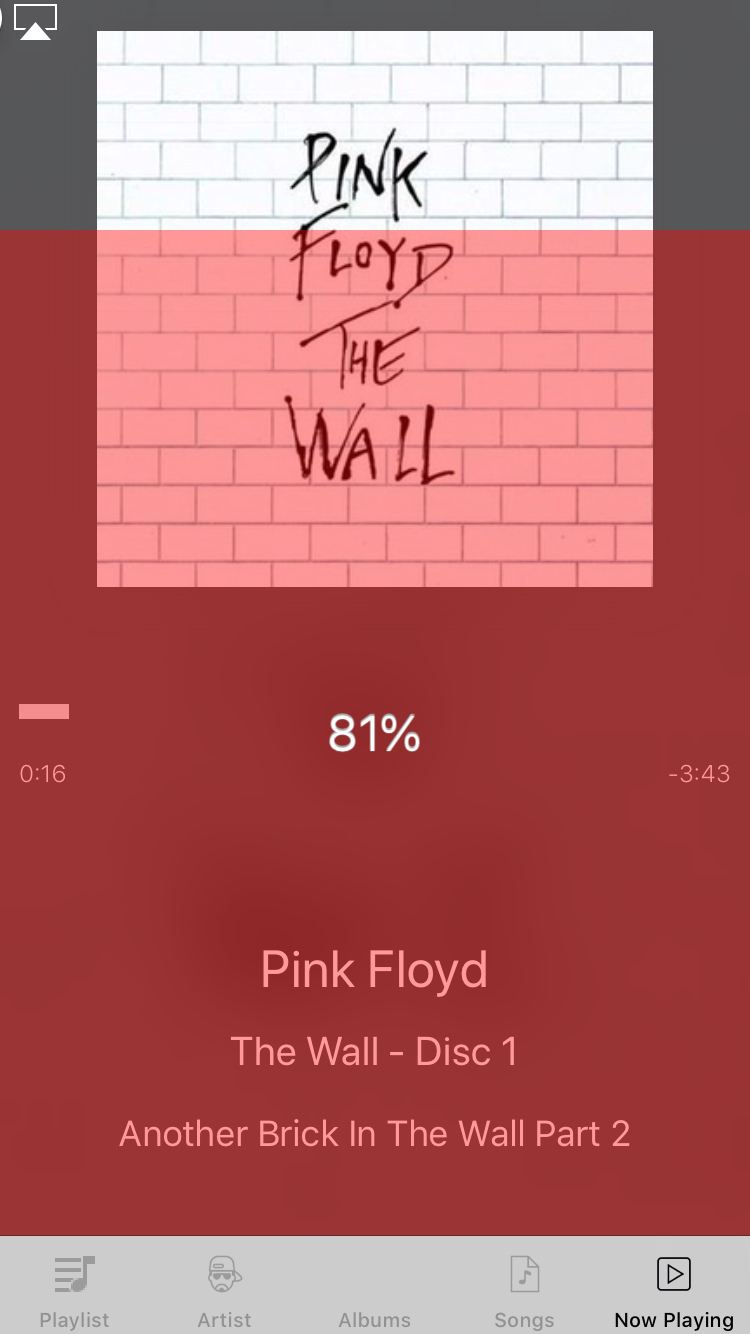 PINK
FLOYD
THE
WALL
81%
0:16
-3:43
Pink Floyd
The Wall - Disc 1
Another Brick In The Wall Part 2
Playlist
Artist
Albums
Songs
Now Playing